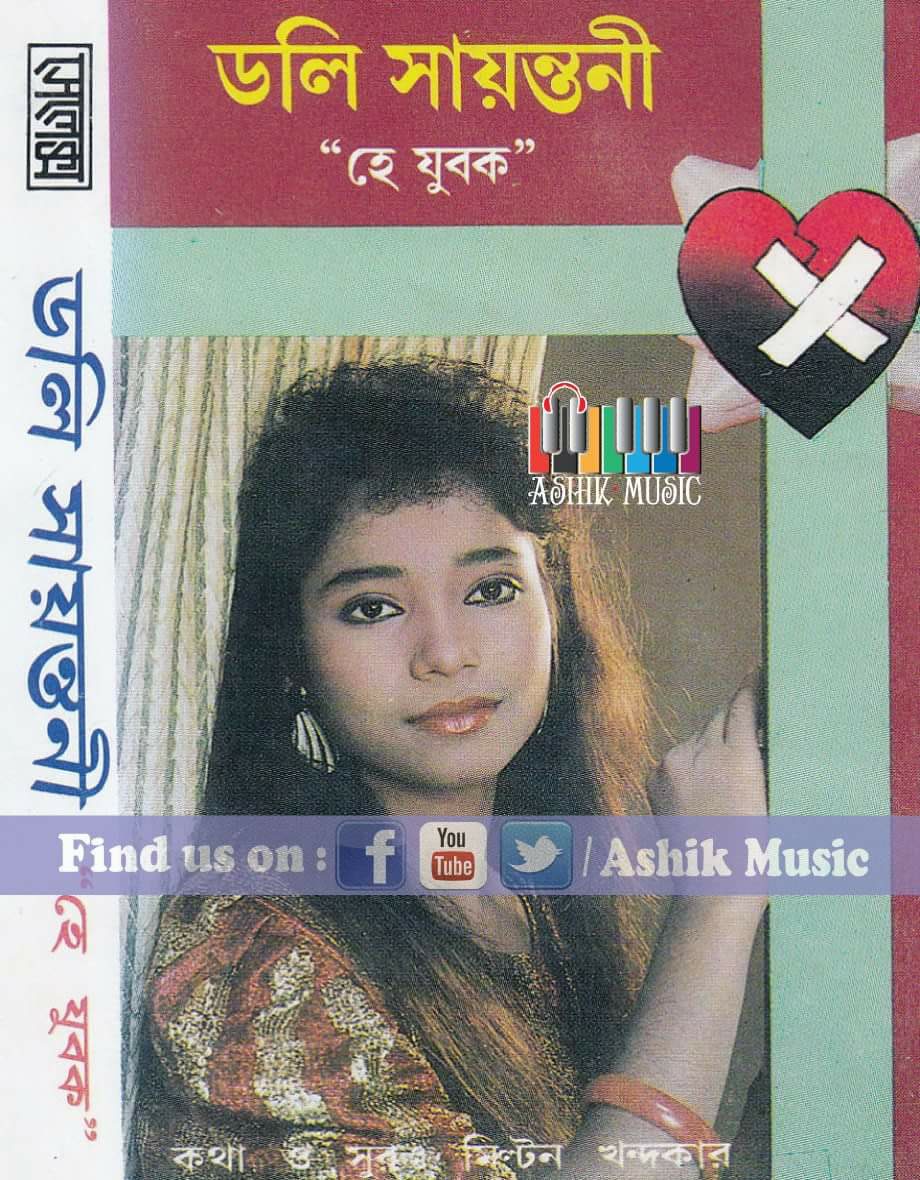 ডলি সায়ন্তনী
“হে যুবক”
ASHIK MUSIC
Find us on : f You Tube / Ashik Music
কথা ও সুরঃ মিল্টন খন্দকার
ডলি সায়ন্তনী “হে যুবক”